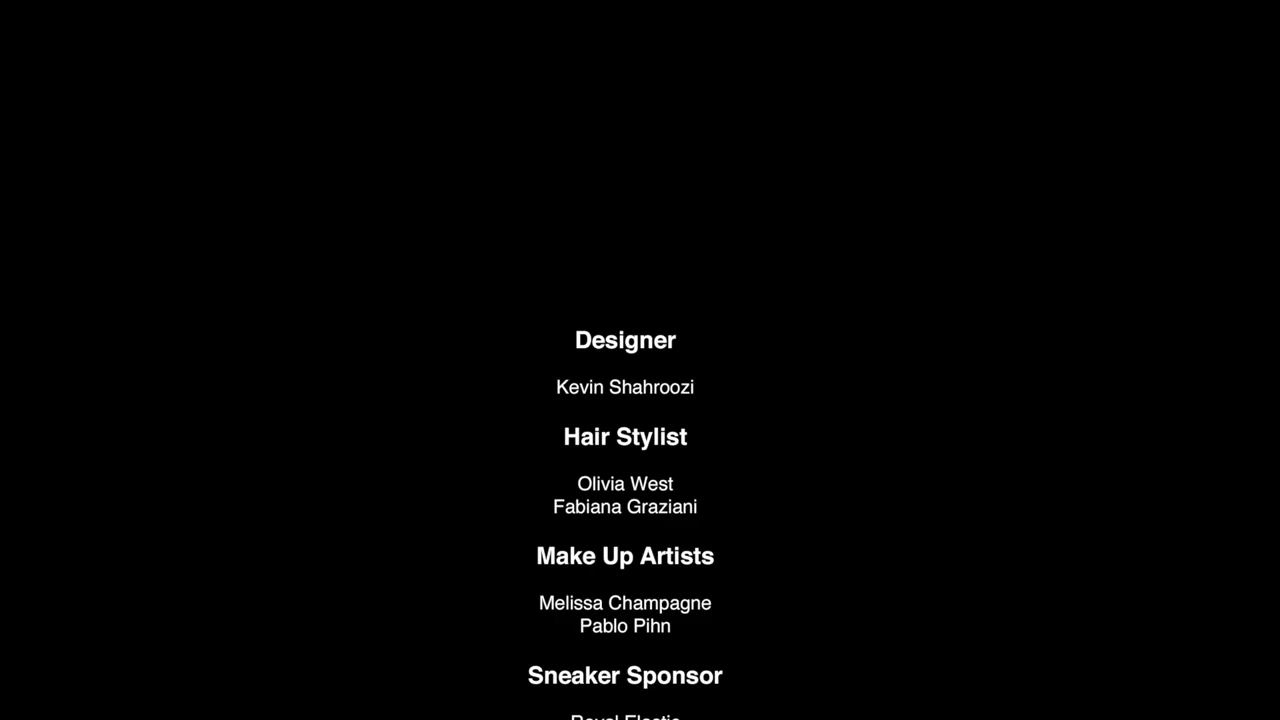 Designer
Kevin Shahroozi
Hair Stylist
Olivia West
Fabiana Graziani
Make Up Artists
Melissa Champagne
Pablo Pihn
Sneaker Sponsor